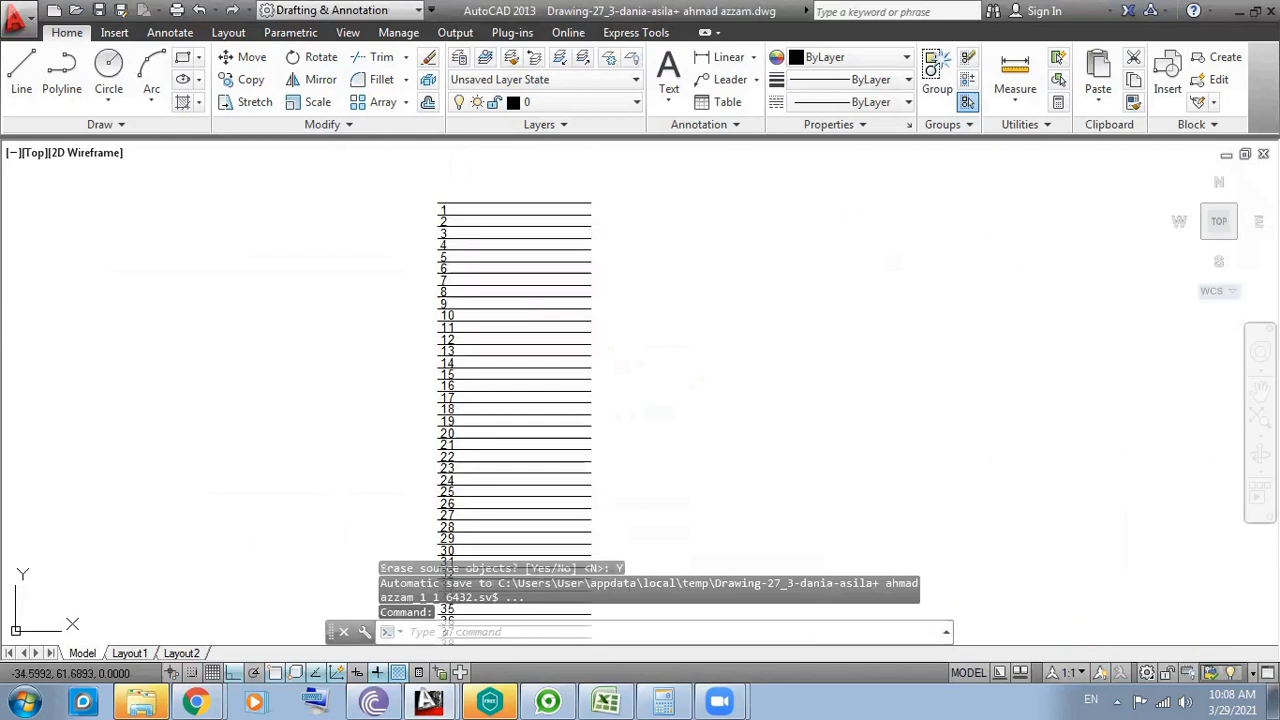 Drafting & Annotation
AutoCAD 2013 Drawing-27_3-dania-asila+ ahmad azzam.dwg
Type a keyword or phrase
Sign In
Home Insert Annotate Layout Parametric View Manage Output Plug-ins Online Express Tools
Line
Polyline
Circle
Arc
Move
Rotate
Trim
Copy
Mirror
Fillet
Stretch
Scale
Array
Unsaved Layer State
0
Text
Linear
Leader
Table
ByLayer
ByLayer
ByLayer
Group
Measure
Paste
Insert
Create
Edit
Draw Modify Layers Annotation Properties Groups Utilities Clipboard Block
[−][Top][2D Wireframe]
N
W TOP E
S
WCS
1
2
3
4
5
6
7
8
9
10
11
12
13
14
15
16
17
18
19
20
21
22
23
24
25
26
27
28
29
30
31
Erase source objects? [Yes/No] <N>: Y
Automatic save to C:\Users\User\appdata\local\temp\Drawing-27_3-dania-asila+ ahmad
azzam_1_1_6432.sv$ ...
Command:
35
36
Type a command
Y
X
Model Layout1 Layout2
-34.5992, 61.6893, 0.0000
MODEL
1:1
FREE
EN
10:08 AM
3/29/2021